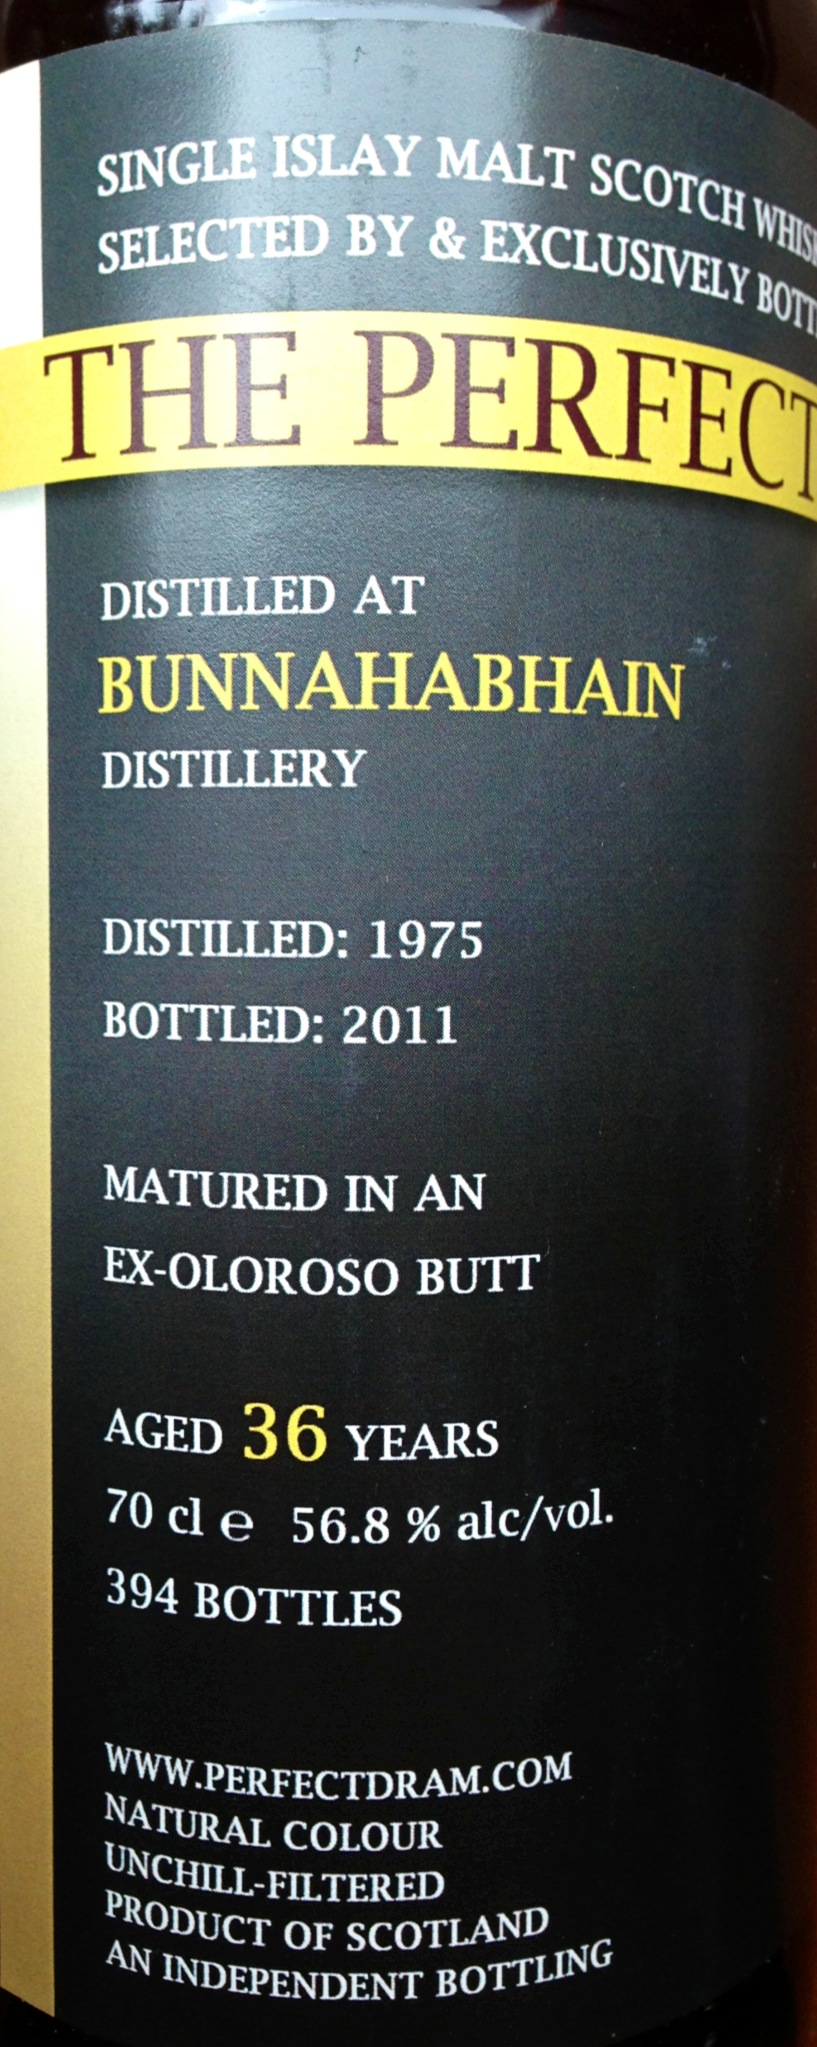 SINGLE ISLAY MALT SCOTCH
SELECTED BY & EXCLUSIVELY
THE PERFECT
DISTILLED AT
BUNNAHABHAIN
DISTILLERY
DISTILLED: 1975
BOTTLED: 2011
MATURED IN AN
EX-OLOROSO BUTT
AGED 36 YEARS
70 cl e 56.8 % alc/vol.
394 BOTTLES
WWW.PERFECTDRAM.COM
NATURAL COLOUR
UNCHILL-FILTERED
PRODUCT OF SCOTLAND
AN INDEPENDENT BOTTLING